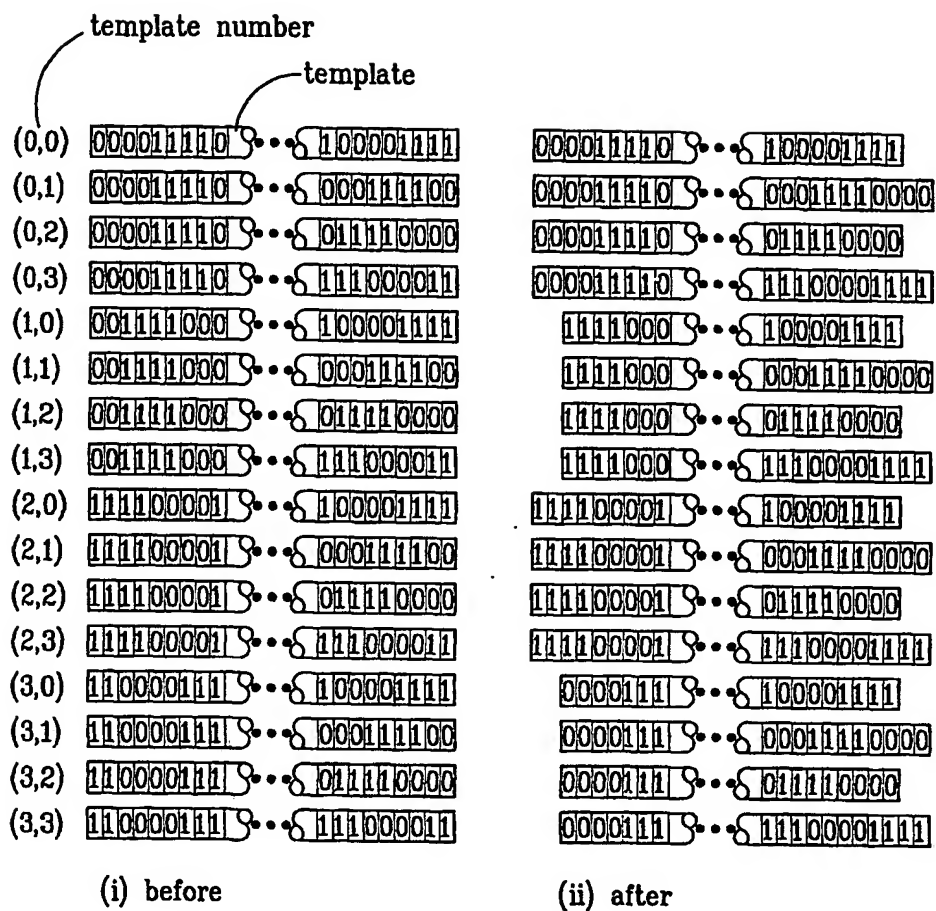 template number
template
(0,0) 000011110 ••• 100001111 000011110 ••• 100001111
(0,1) 000011110 ••• 000111100 000011110 ••• 00011110000
(0,2) 000011110 ••• 011110000 000011110 ••• 011110000
(0,3) 000011110 ••• 111000011 000011110 ••• 11100001111
(1,0) 001111000 ••• 100001111 1111000 ••• 100001111
(1,1) 001111000 ••• 000111100 1111000 ••• 00011110000
(1,2) 001111000 ••• 011110000 1111000 ••• 011110000
(1,3) 001111000 ••• 111000011 1111000 ••• 11100001111
(2,0) 111100001 ••• 100001111 111100001 ••• 100001111
(2,1) 111100001 ••• 000111100 111100001 ••• 00011110000
(2,2) 111100001 ••• 011110000 111100001 ••• 011110000
(2,3) 111100001 ••• 111000011 111100001 ••• 11100001111
(3,0) 110000111 ••• 100001111 0000111 ••• 100001111
(3,1) 110000111 ••• 000111100 0000111 ••• 00011110000
(3,2) 110000111 ••• 011110000 0000111 ••• 011110000
(3,3) 110000111 ••• 111000011 0000111 ••• 11100001111
(i) before (ii) after